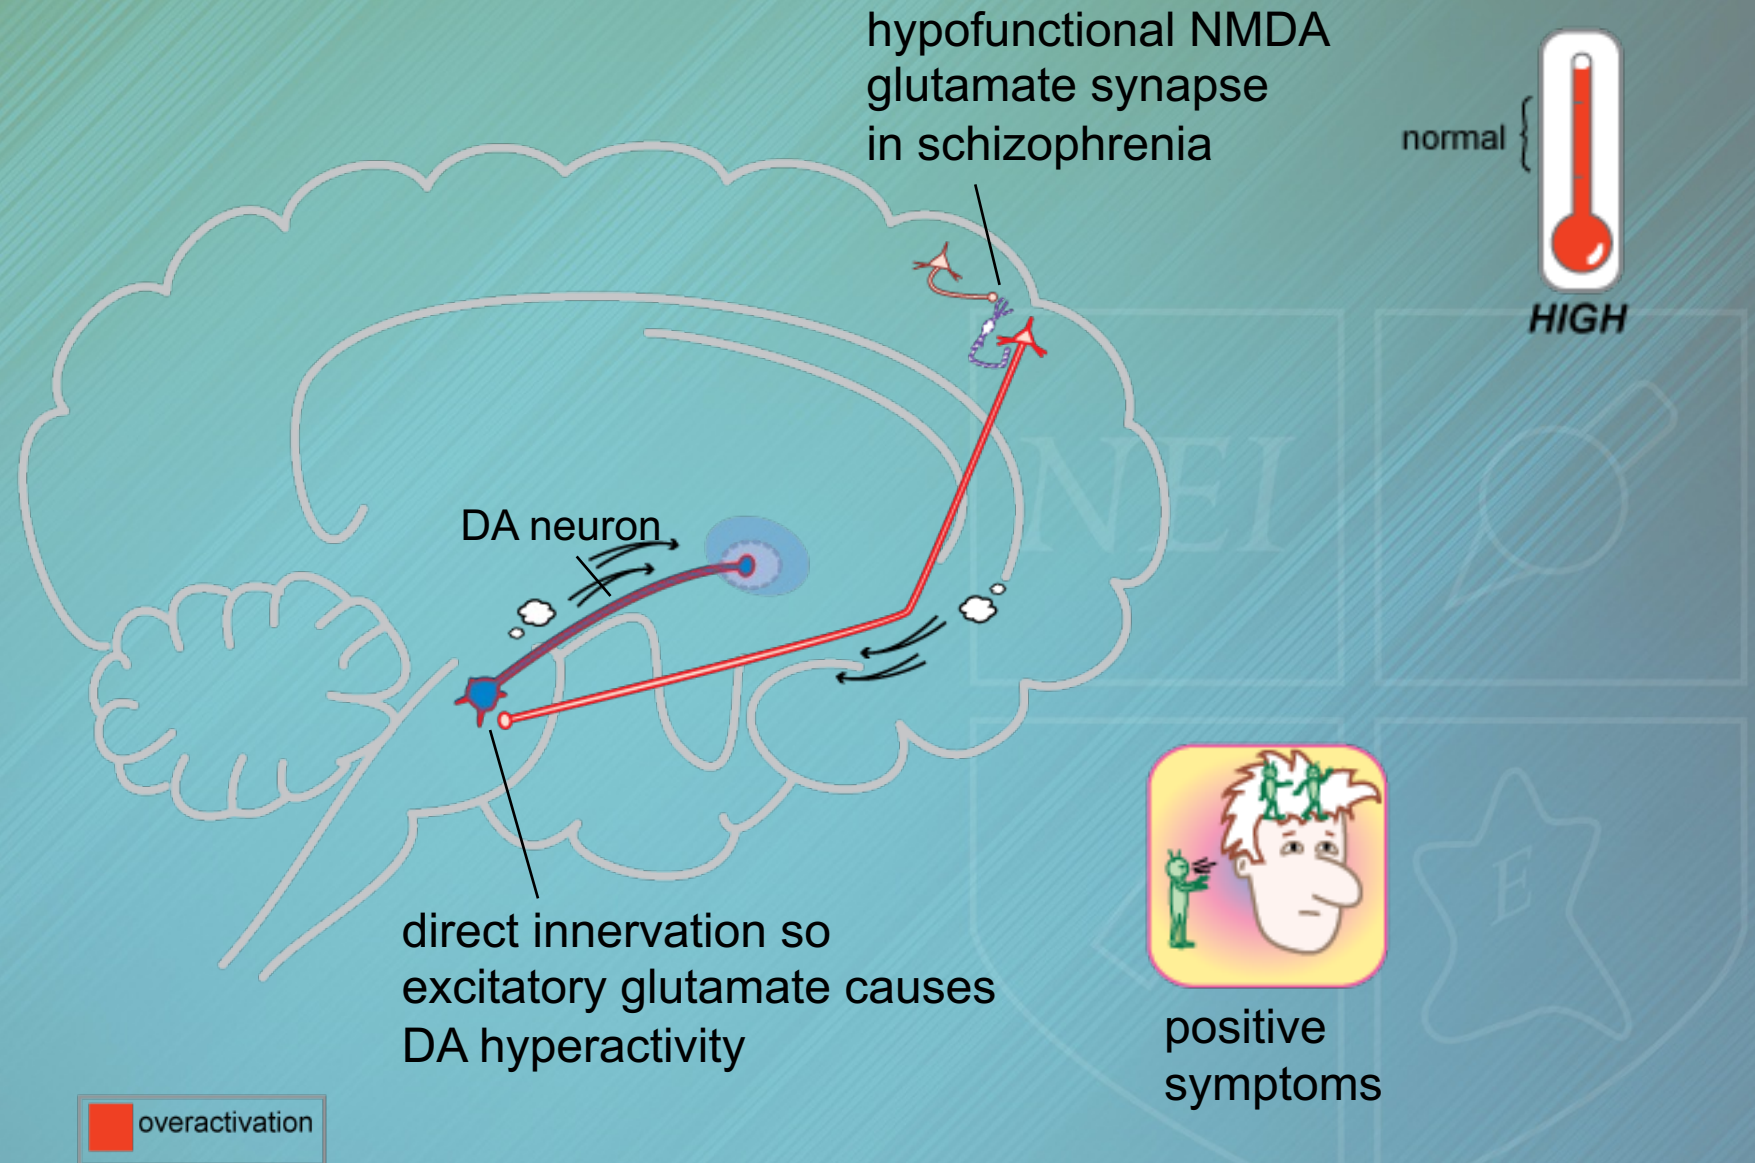 hypofunctional NMDA
glutamate synapse
in schizophrenia
normal
HIGH
NEI
DA neuron
E
direct innervation so
excitatory glutamate causes
DA hyperactivity
positive
symptoms
overactivation